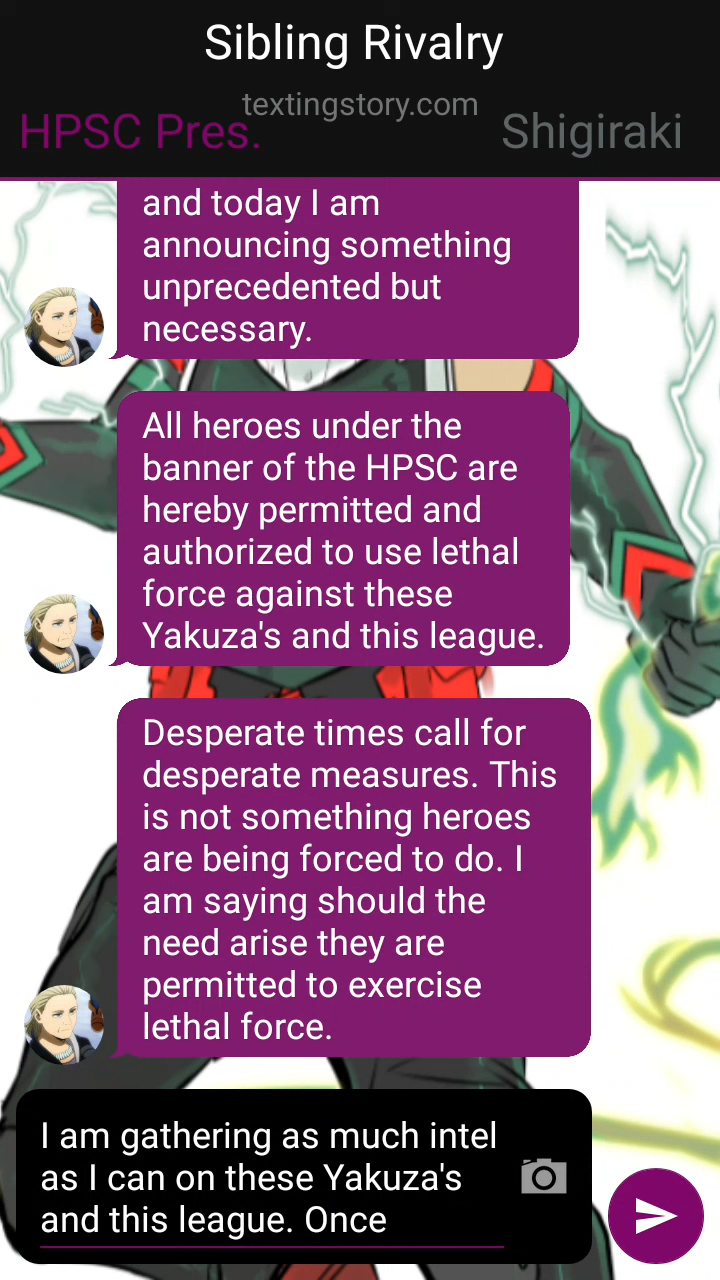 Sibling Rivalry
textingstory.com
HPSC Pres.
Shigiraki
and today I am
announcing something
unprecedented but
necessary.
All heroes under the
banner of the HPSC are
hereby permitted and
authorized to use lethal
force against these
Yakuza's and this league.
Desperate times call for
desperate measures. This
is not something heroes
are being forced to do. I
am saying should the
need arise they are
permitted to exercise
lethal force.
I am gathering as much intel
as I can on these Yakuza's
and this league. Once